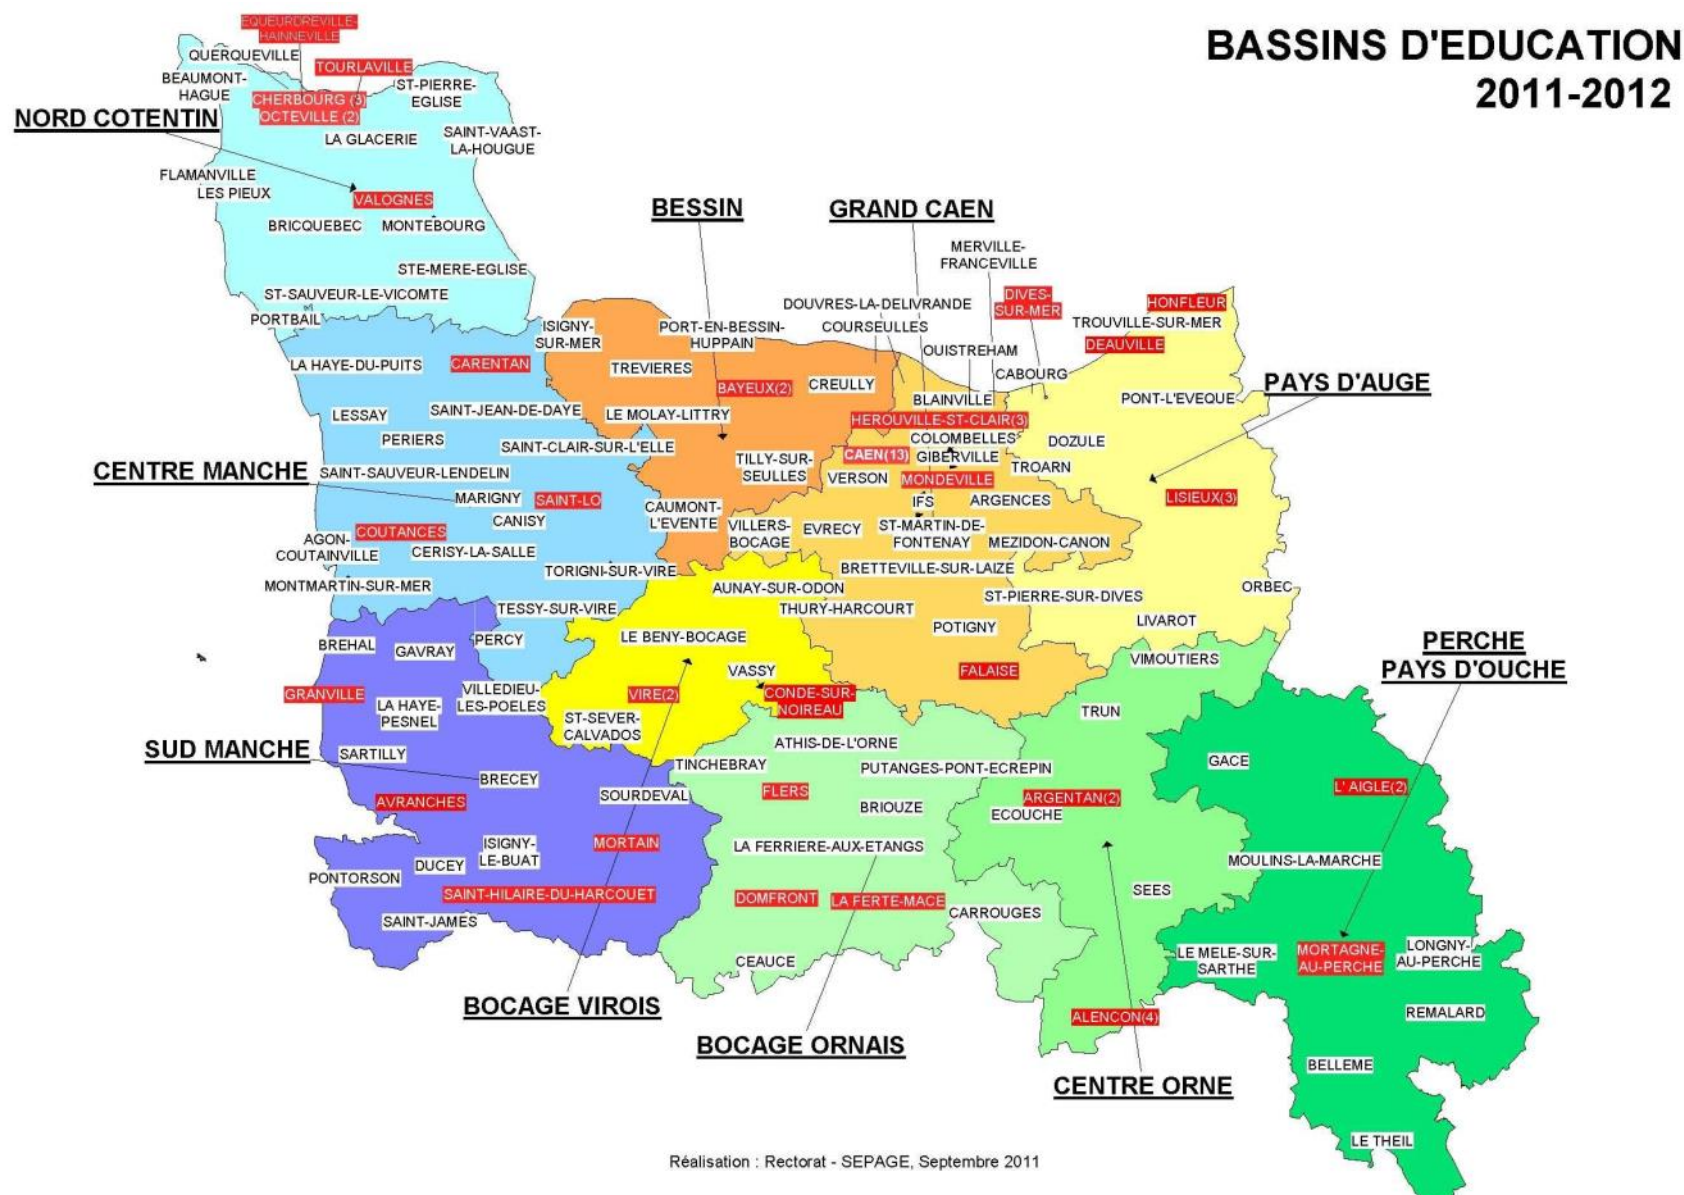 BASSINS D'EDUCATION
2011-2012
EQUEURDREVILLE-
HAINNEVILLE
QUERQUEVILLE
TOURLAVILLE
BEAUMONT-
HAGUE
ST-PIERRE-
EGLISE
CHERBOURG (3)
OCTEVILLE (2)
NORD COTENTIN
LA GLACERIE
SAINT-VAAST-
LA-HOUGUE
FLAMANVILLE
LES PIEUX
VALOGNES
BRICQUEBEC
MONTEBOURG
STE-MERE-EGLISE
ST-SAUVEUR-LE-VICOMTE
PORTBAIL
BESSIN
GRAND CAEN
MERVILLE-
FRANCEVILLE
DOUVRES-LA-DELIVRANDE
COURSEULLES
DIVES-
SUR-MER
HONFLEUR
TROUVILLE-SUR-MER
DEAUVILLE
OUISTREHAM
CABOURG
ISIGNY-
SUR-MER
PORT-EN-BESSIN-
HUPPAIN
TREVIERES
BAYEUX(2)
CREULLY
LE MOLAY-LITTRY
BLAINVILLE
HEROUVILLE-ST-CLAIR(3)
COLOMBELLES
CAEN(13)
GIBERVILLE
TROARN
DOZULE
PONT-L'EVEQUE
PAYS D'AUGE
LISIEUX(3)
LA HAYE-DU-PUITS
CARENTAN
LESSAY
SAINT-JEAN-DE-DAYE
PERIERS
SAINT-CLAIR-SUR-L'ELLE
CENTRE MANCHE
SAINT-SAUVEUR-LENDELIN
MARIGNY
SAINT-LO
CANISY
COUTANCES
AGON-
COUTAINVILLE
CERISY-LA-SALLE
MONTMARTIN-SUR-MER
TORIGNI-SUR-VIRE
TESSY-SUR-VIRE
PERCY
TILLY-SUR-
SEULLES
CAUMONT-
L'EVENTE
VILLERS-
BOCAGE
VERSON
MONDEVILLE
IFS
ARGENCES
EVRECY
ST-MARTIN-DE-
FONTENAY
MEZIDON-CANON
BRETTEVILLE-SUR-LAIZE
AUNAY-SUR-ODON
THURY-HARCOURT
ST-PIERRE-SUR-DIVES
ORBEC
LIVAROT
POTIGNY
FALAISE
VIMOUTIERS
PERCHE
PAYS D'OUCHE
BREHAL
GAVRAY
LE BENY-BOCAGE
VASSY
GRANVILLE
LA HAYE-
PESNEL
VILLEDIEU-
LES-POELES
VIRE(2)
CONDE-SUR-
NOIREAU
ST-SEVER-
CALVADOS
SUD MANCHE
SARTILLY
BRECEY
AVRANCHES
SOURDEVAL
ISIGNY-
LE-BUAT
MORTAIN
DUCEY
PONTORSON
SAINT-HILAIRE-DU-HARCOUET
SAINT-JAMES
TINCHEBRAY
ATHIS-DE-L'ORNE
PUTANGES-PONT-ECREPIN
FLERS
BRIOUZE
LA FERRIERE-AUX-ETANGS
DOMFRONT
LA FERTE-MACE
CARROUGES
CEAUCE
TRUN
ARGENTAN(2)
ECOUCHE
SEES
ALENCON(4)
GACE
L' AIGLE(2)
MOULINS-LA-MARCHE
LE MELE-SUR-
SARTHE
MORTAGNE-
AU-PERCHE
LONGNY-
AU-PERCHE
REMALARD
BELLEME
LE THEIL
BOCAGE VIROIS
BOCAGE ORNAIS
CENTRE ORNE
Réalisation : Rectorat - SEPAGE, Septembre 2011